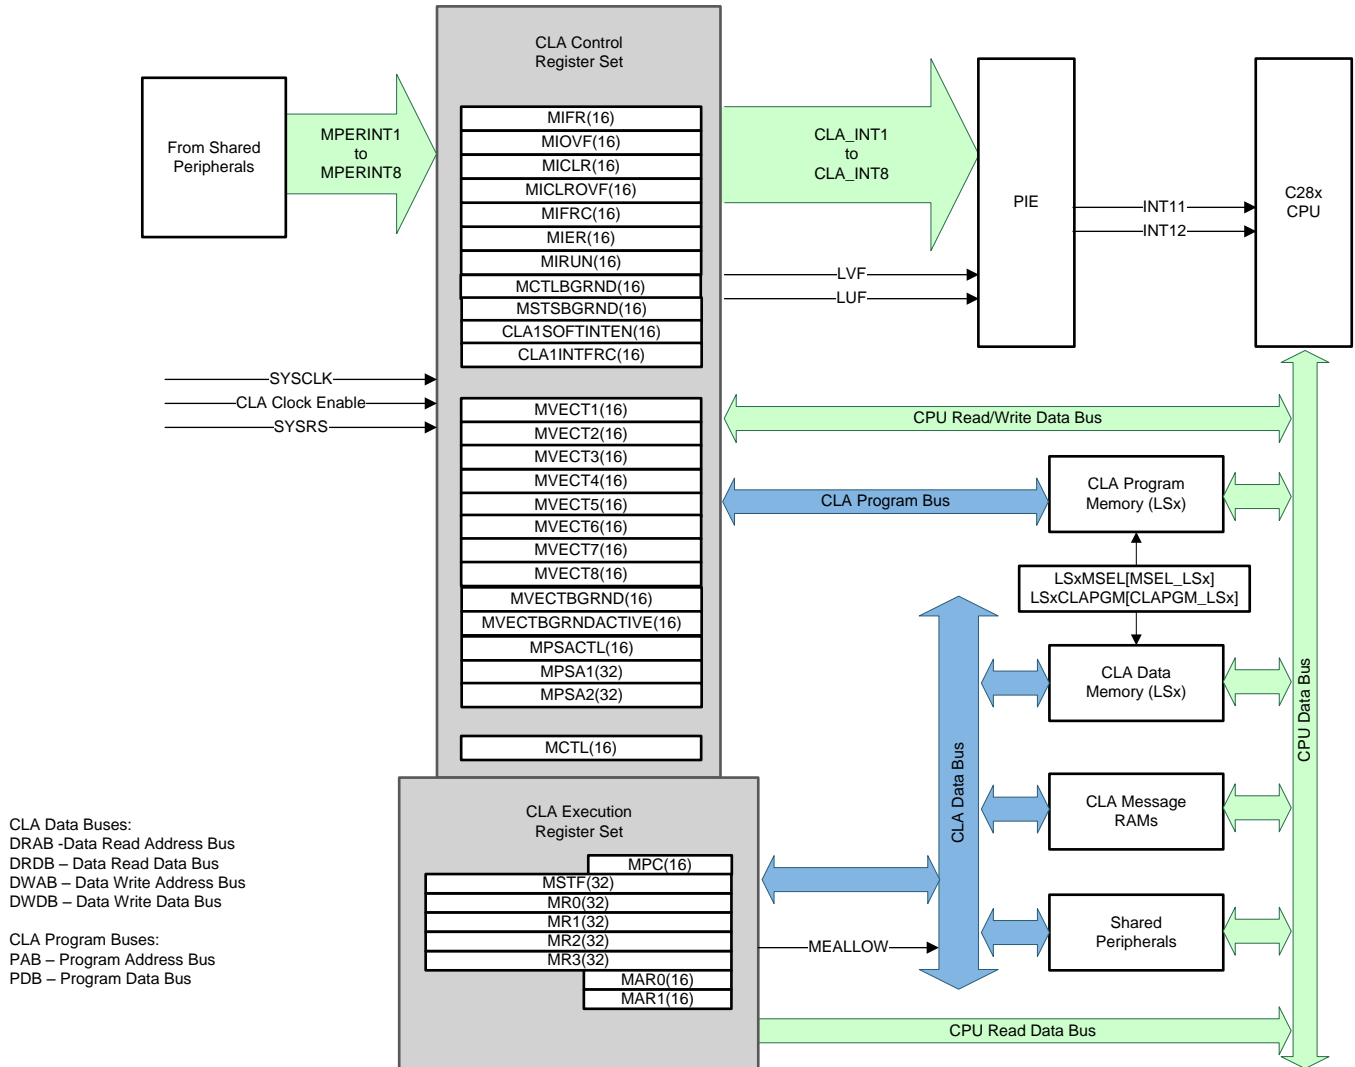 CLA Control
Register Set
From Shared
Peripherals
MPERINT1
to
MPERINT8
MIFR(16)
MIOVF(16)
MICLR(16)
MICLROVF(16)
MIFRC(16)
MIER(16)
MIRUN(16)
MCTLBGRND(16)
MSTSBGRND(16)
CLA1SOFTINTEN(16)
CLA1INTFRC(16)
CLA_INT1
to
CLA_INT8
LVF
LUF
PIE
INT11
INT12
C28x
CPU
SYSCLK
CLA Clock Enable
SYSRS
MVECT1(16)
MVECT2(16)
MVECT3(16)
MVECT4(16)
MVECT5(16)
MVECT6(16)
MVECT7(16)
MVECT8(16)
MVECTBGRND(16)
MVECTBGRNDACTIVE(16)
MPSACTL(16)
MPSA1(32)
MPSA2(32)
MCTL(16)
CPU Read/Write Data Bus
CLA Program Bus
CLA Program
Memory (LSx)
LSxMSEL[MSEL_LSx]
LSxCLAPGM[CLAPGM_LSx]
CLA Data
Memory (LSx)
CLA Message
RAMs
Shared
Peripherals
CLA Data Bus
CPU Data Bus
CLA Execution
Register Set
MPC(16)
MSTF(32)
MR0(32)
MR1(32)
MR2(32)
MR3(32)
MAR0(16)
MAR1(16)
MEALLOW
CPU Read Data Bus
CLA Data Buses:
DRAB -Data Read Address Bus
DRDB – Data Read Data Bus
DWAB – Data Write Address Bus
DWDB – Data Write Data Bus
CLA Program Buses:
PAB – Program Address Bus
PDB – Program Data Bus